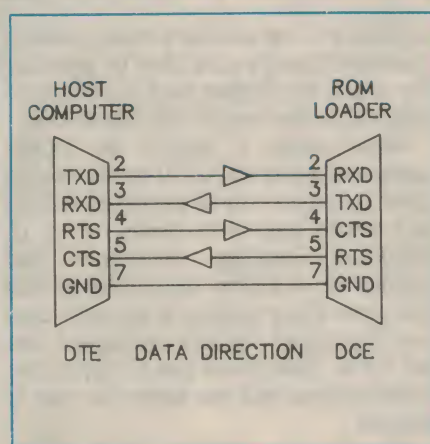 HOST COMPUTER
ROM LOADER
TXD 2 2 RXD
RXD 3 3 TXD
RTS 4 4 CTS
CTS 5 5 RTS
GND 7 7 GND
DTE DATA DIRECTION DCE